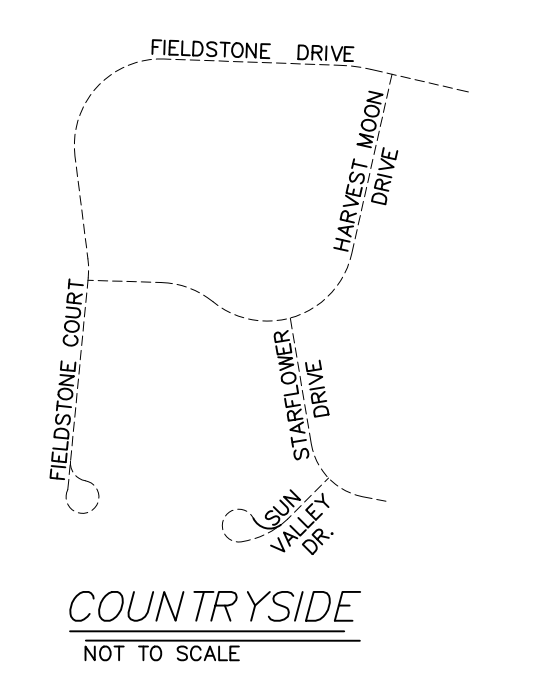 FIELDSTONE DRIVE
HARVEST MOON
DRIVE
FIELDSTONE COURT
STARFLOWER
DRIVE
SUN
VALLEY
DR.
COUNTRYSIDE
NOT TO SCALE